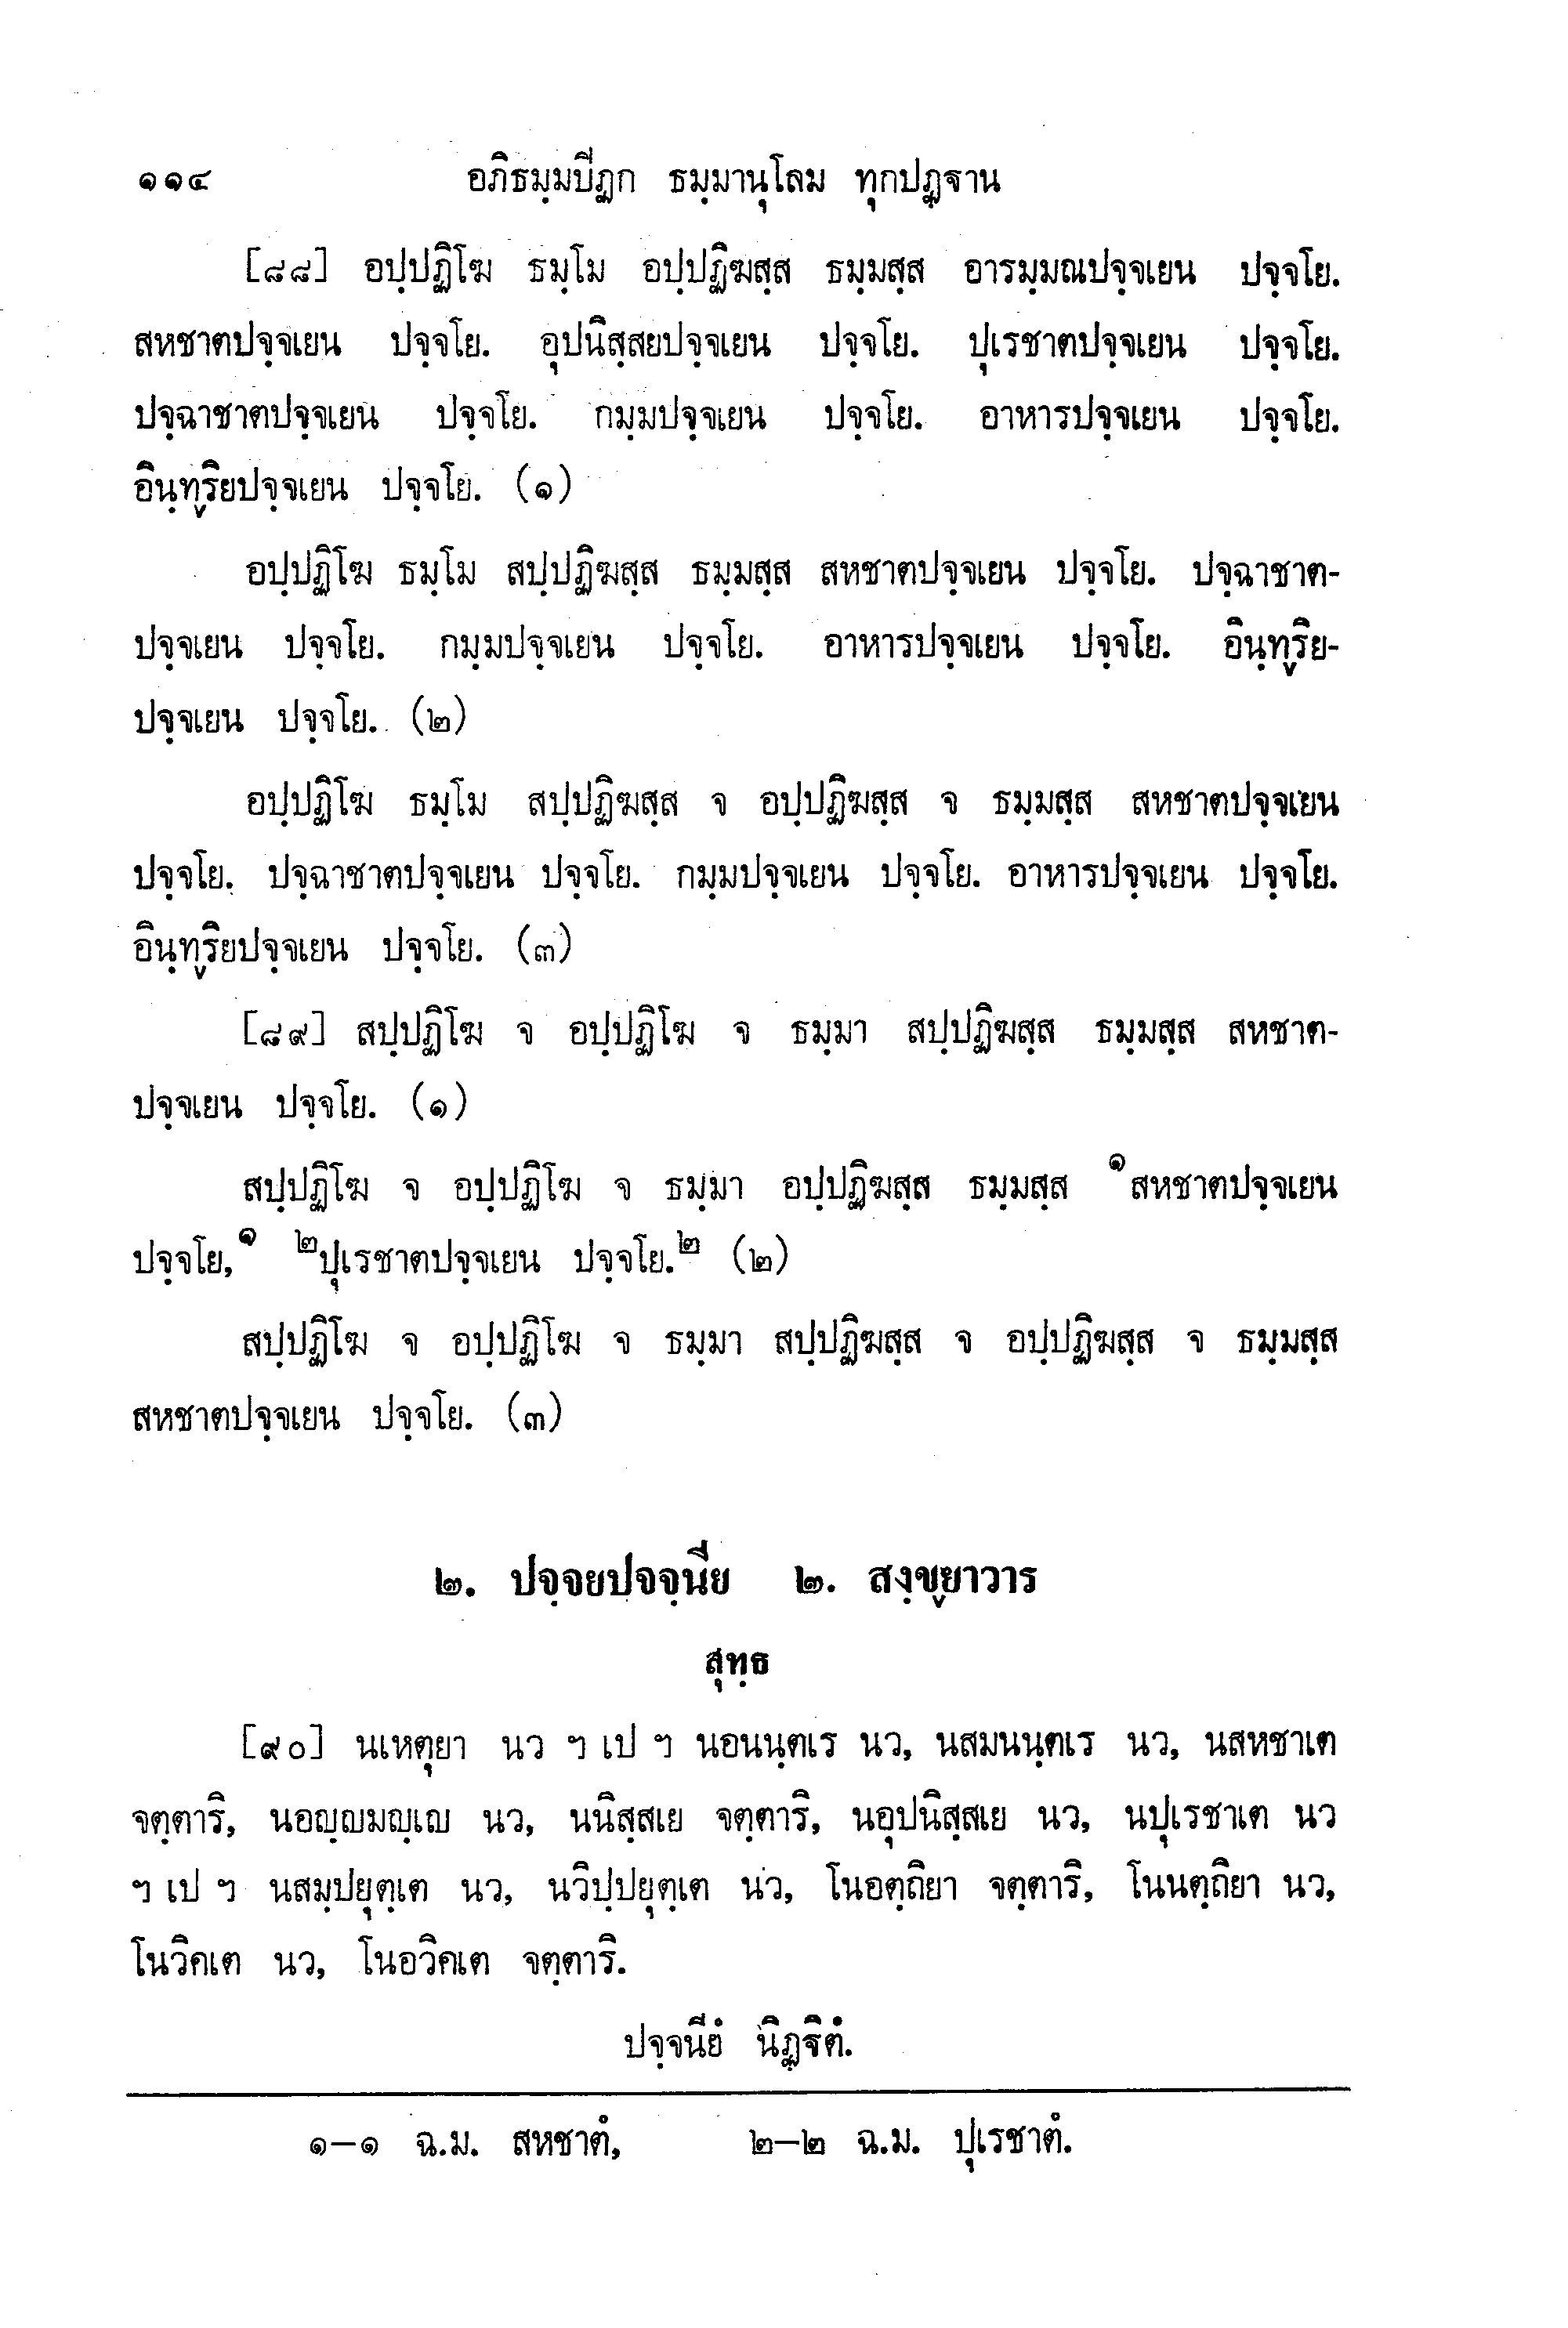 ๑๑๔ อภิธมฺมปีฏก ธมฺมานุโลม ทุกปฏฺฐาน
[๘๘] อปฺปฏิโฆ ธมฺโม อปฺปฏิฆสฺส ธมฺมสฺส อารมฺมณปจฺจเยน ปจฺจโย.
สหชาตปจฺจเยน ปจฺจโย. อุปนิสฺสยปจฺจเยน ปจฺจโย. ปุเรชาตปจฺจเยน ปจฺจโย.
ปจฺฉาชาตปจฺจเยน ปจฺจโย. กมฺมปจฺจเยน ปจฺจโย. อาหารปจฺจเยน ปจฺจโย.
อินฺทฺริยปจฺจเยน ปจฺจโย. (๑)
อปฺปฏิโฆ ธมฺโม สปฺปฏิฆสฺส ธมฺมสฺส สหชาตปจฺจเยน ปจฺจโย. ปจฺฉาชาต-
ปจฺจเยน ปจฺจโย. กมฺมปจฺจเยน ปจฺจโย. อาหารปจฺจเยน ปจฺจโย. อินฺทฺริย-
ปจฺจเยน ปจฺจโย. (๒)
อปฺปฏิโฆ ธมฺโม สปฺปฏิฆสฺส จ อปฺปฏิฆสฺส จ ธมฺมสฺส สหชาตปจฺจเยน
ปจฺจโย. ปจฺฉาชาตปจฺจเยน ปจฺจโย. กมฺมปจฺจเยน ปจฺจโย. อาหารปจฺจเยน ปจฺจโย.
อินฺทฺริยปจฺจเยน ปจฺจโย. (๓)
[๘๙] สปฺปฏิโฆ จ อปฺปฏิโฆ จ ธมฺมา สปฺปฏิฆสฺส ธมฺมสฺส สหชาต-
ปจฺจเยน ปจฺจโย. (๑)
สปฺปฏิโฆ จ อปฺปฏิโฆ จ ธมฺมา อปฺปฏิฆสฺส ธมฺมสฺส ๑สหชาตปจฺจเยน
ปจฺจโย,๑ ๒ปุเรชาตปจฺจเยน ปจฺจโย.๒ (๒)
สปฺปฏิโฆ จ อปฺปฏิโฆ จ ธมฺมา สปฺปฏิฆสฺส จ อปฺปฏิฆสฺส จ ธมฺมสฺส
สหชาตปจฺจเยน ปจฺจโย. (๓)
๒. ปจฺจยปจฺจนีย ๒. สงฺขฺยาวาร
สุทฺธ
[๙๐] นเหตุยา นว ฯ เป ฯ นอนนฺตเร นว, นสมนนฺตเร นว, นสหชาเต
จตฺตาริ, นอญฺญมญฺเญ นว, นนิสฺสเย จตฺตาริ, นอุปนิสฺสเย นว, นปุเรชาเต นว
ฯ เป ฯ นสมฺปยุตฺเต นว, นวิปฺปยุตฺเต นว, โนอตฺถิยา จตฺตาริ, โนนตฺถิยา นว,
โนวิคเต นว, โนอวิคเต จตฺตาริ.
ปจฺจนียํ นิฏฺฐิตํ.
๑–๑ ฉ.ม. สหชาตํ, ๒–๒ ฉ.ม. ปุเรชาตํ.